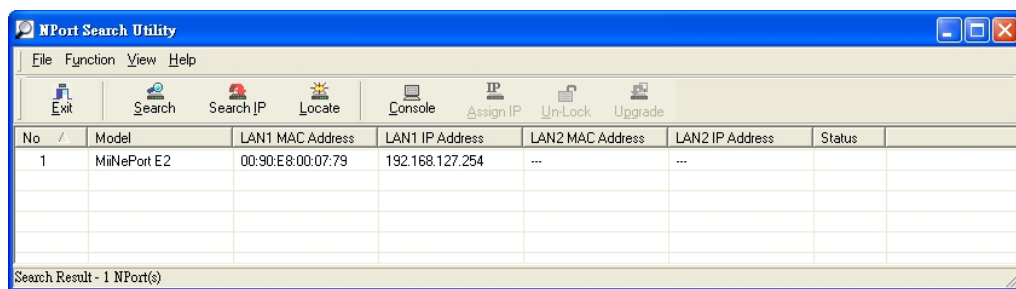 NPort Search Utility
File Function View Help
Exit Search Search IP Locate Console Assign IP Un-Lock Upgrade
No Model LAN1 MAC Address LAN1 IP Address LAN2 MAC Address LAN2 IP Address Status
1 MiiNePort E2 00:90:E8:00:07:79 192.168.127.254 --- ---
Search Result - 1 NPort(s)